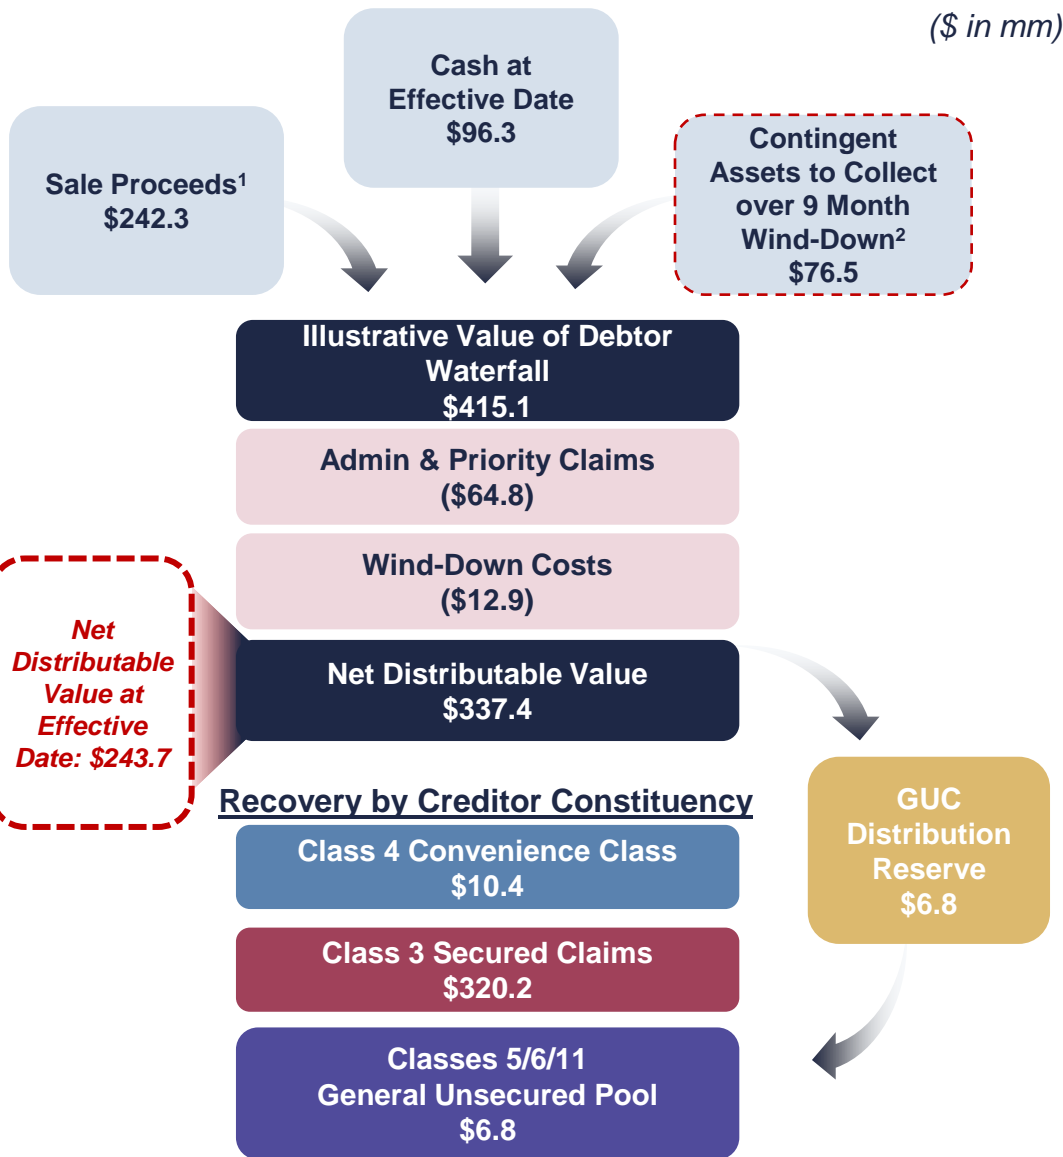 ($ in mm)
Cash at
Effective Date
$96.3
Sale Proceeds¹
$242.3
Contingent
Assets to Collect
over 9 Month
Wind-Down²
$76.5
Illustrative Value of Debtor
Waterfall
$415.1
Admin & Priority Claims
($64.8)
Wind-Down Costs
($12.9)
Net
Distributable
Value at
Effective
Date: $243.7
Net Distributable Value
$337.4
Recovery by Creditor Constituency
GUC
Distribution
Reserve
$6.8
Class 4 Convenience Class
$10.4
Class 3 Secured Claims
$320.2
Classes 5/6/11
General Unsecured Pool
$6.8